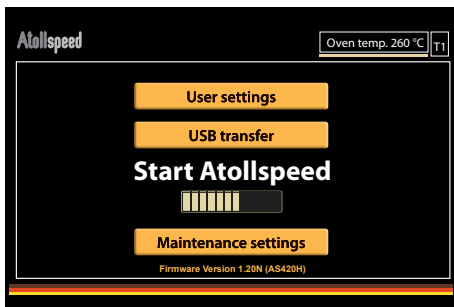 Atollspeed
Oven temp. 260 °C T1
User settings
USB transfer
Start Atollspeed
Maintenance settings
Firmware Version 1.20N (AS420H)